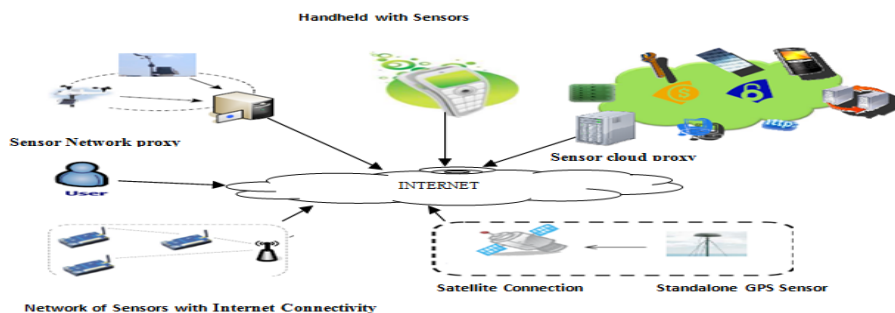 Handheld with Sensors
Sensor Network proxy
Http
Sensor cloud proxy
User
INTERNET
Satellite Connection
Standalone GPS Sensor
Network of Sensors with Internet Connectivity